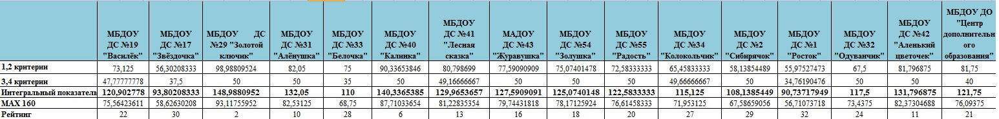 МБДОУ ДС №19 "Василёк" МБДОУ ДС №17 "Звёздочка" МБДОУ ДС №29 "Золотой ключик" МБДОУ ДС №31 "Алёнушка" МБДОУ ДС №33 "Белочка" МБДОУ ДС №40 "Калинка" МБДОУ ДС №41 "Лесная сказка" МАДОУ ДС №43 "Журавушка" МБДОУ ДС №54 "Золушка" МБДОУ ДС №55 "Радость" МБДОУ ДС №34 "Колокольчик" МБДОУ ДС №2 "Сибирячок" МБДОУ ДС №1 "Росток" МБДОУ ДС №32 "Одуванчик" МБДОУ ДС №42 "Аленький цветочек" МБДОУ ДО "Центр дополнительн ого образования"
1,2 критерии 73,125 56,30208333 98,98809524 82,05 75 90,33653846 80,798699 77,59090909 75,07401478 72,58333333 65,45833333 58,13854489 55,97527473 67,5 81,796875 81,75
3,4 критерии 47,77777778 37,5 50 50 35 50 49,16666667 50 50 50 49,66666667 50 34,76190476 50 50 40
Интегральный показатель 120,902778 93,80208333 148,9880952 132,05 110 140,3365385 129,9653657 127,5909091 125,0740148 122,5833333 115,125 108,1385449 90,73717949 117,5 131,796875 121,75
МАХ 160 75,56423611 58,62630208 93,11755952 82,53125 68,75 87,71033654 81,22835354 79,74431818 78,17125924 76,61458333 71,953125 67,58659056 56,71073718 73,4375 82,37304688 76,09375
Рейтинг 22 30 2 10 28 6 13 16 18 20 27 29 32 24 11 21